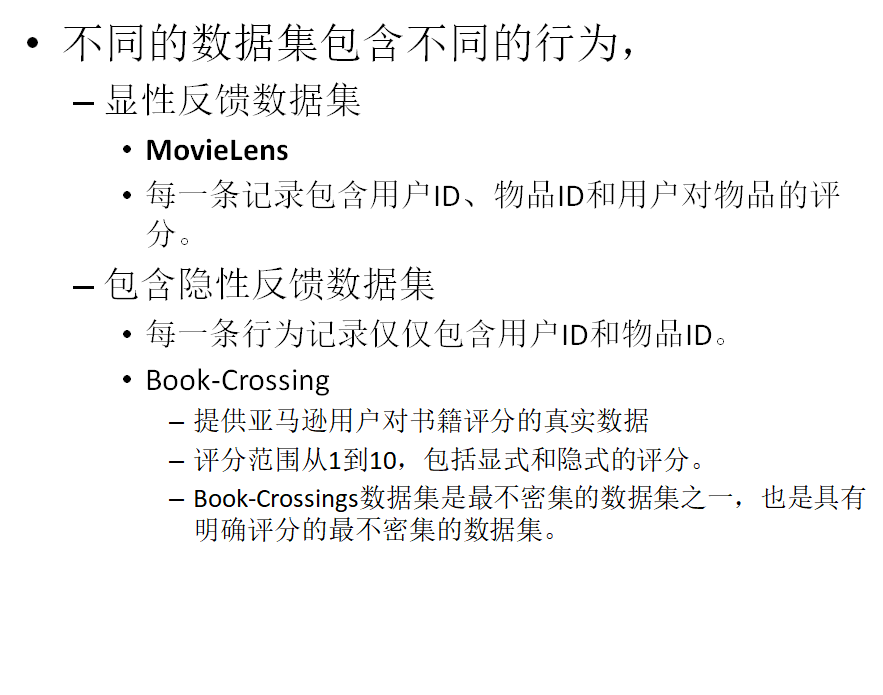 • 不同的数据集包含不同的行为，
– 显性反馈数据集
• MovieLens
• 每一条记录包含用户ID、物品ID和用户对物品的评
分。
– 包含隐性反馈数据集
• 每一条行为记录仅仅包含用户ID和物品ID。
• Book-Crossing
– 提供亚马逊用户对书籍评分的真实数据
– 评分范围从1到10，包括显式和隐式的评分。
– Book-Crossings数据集是最不密集的数据集之一，也是具有
明确评分的最不密集的数据集。